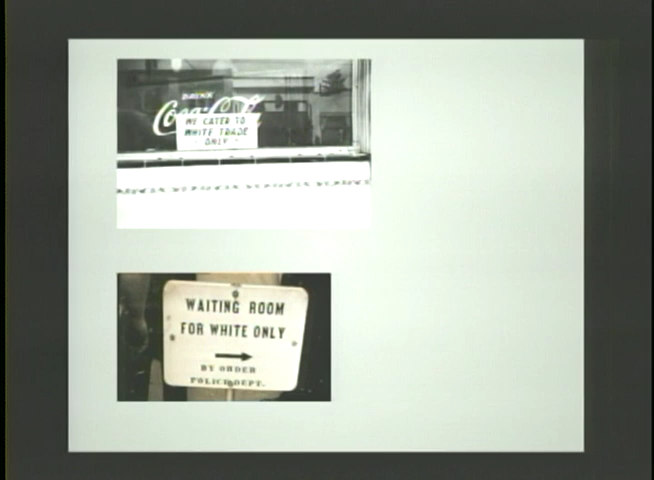 DRINK
Coca-Cola
WE CATER TO
WHITE TRADE
ONLY
WAITING ROOM
FOR WHITE ONLY
BY ORDER
POLICE DEPT.